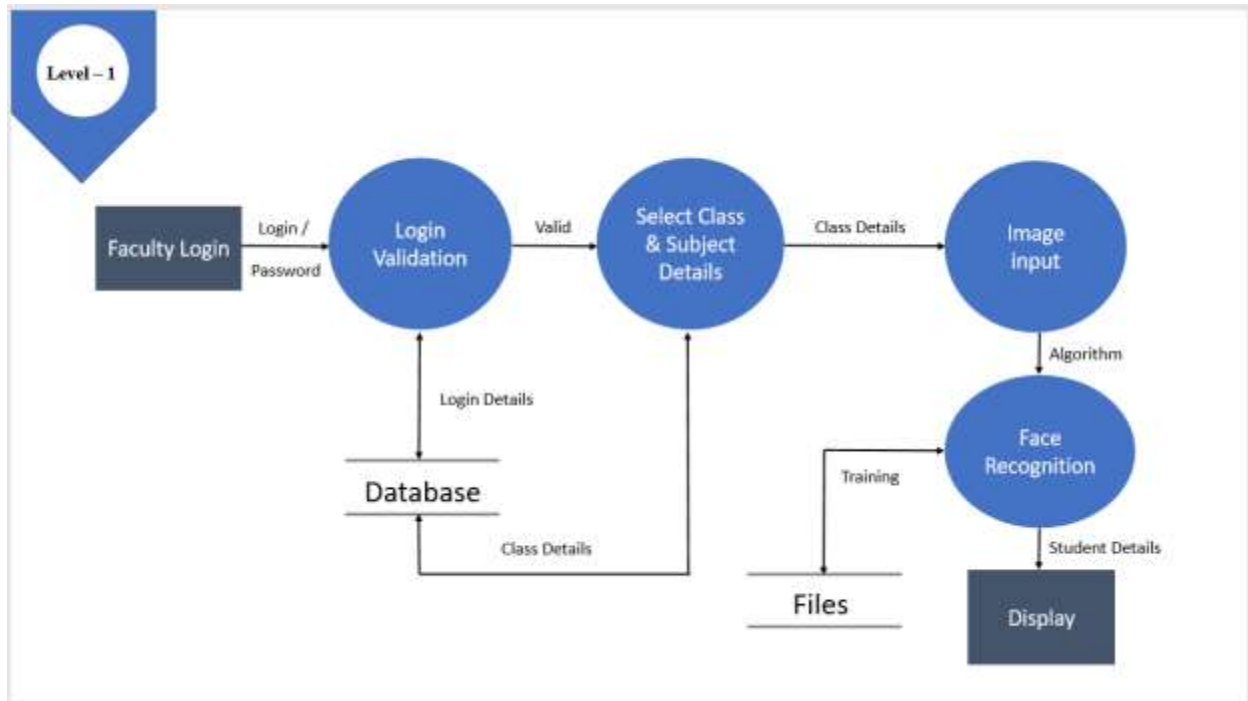 Level – 1
Faculty Login
Login /
Password
Login
Validation
Valid
Select Class
& Subject
Details
Class Details
Image
input
Algorithm
Login Details
Face
Recognition
Training
Database
Class Details
Student Details
Files
Display